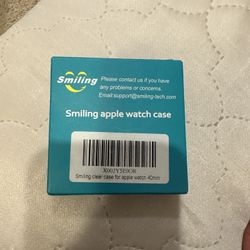 Smiling
Please contact us if you have
any problems or concerns.
Email:support@smiling-tech.com
Smiling apple watch case
X002Y5E0OR
Smiling clear case for apple watch 40mm